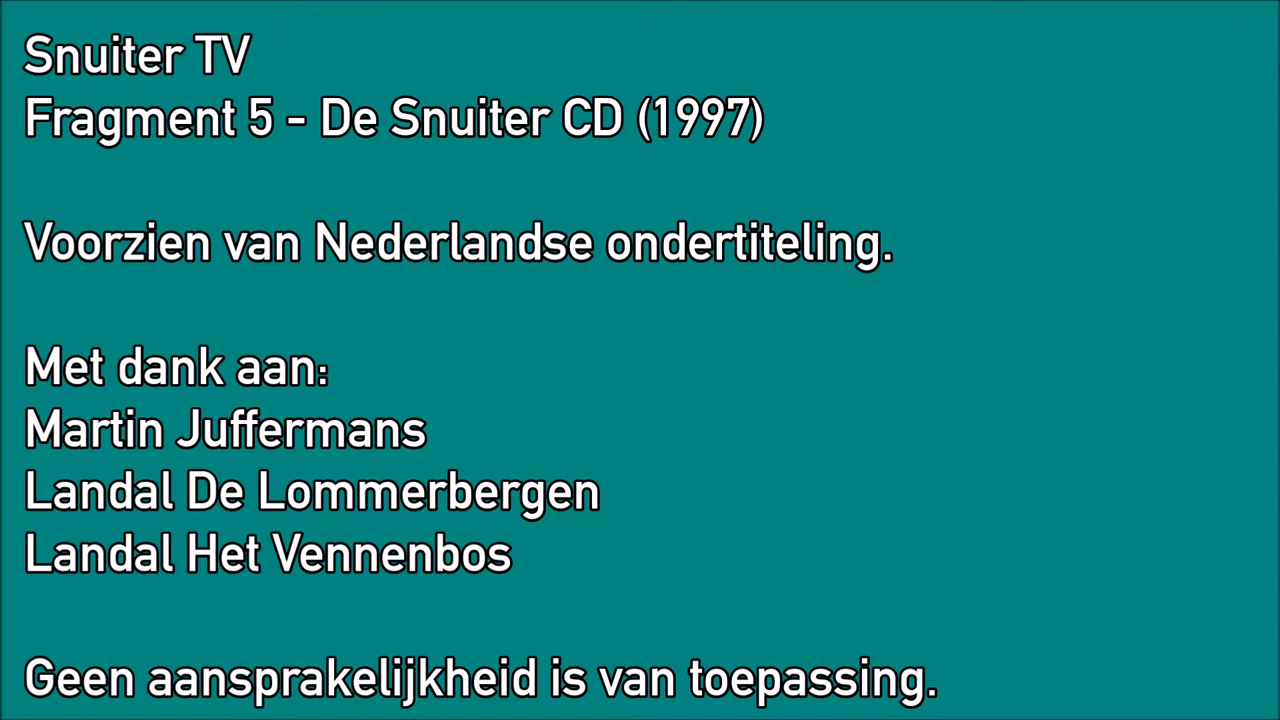 Snuiter TV
Fragment 5 - De Snuiter CD (1997)
Voorzien van Nederlandse ondertiteling.
Met dank aan:
Martin Juffermans
Landal De Lommerbergen
Landal Het Vennenbos
Geen aansprakelijkheid is van toepassing.